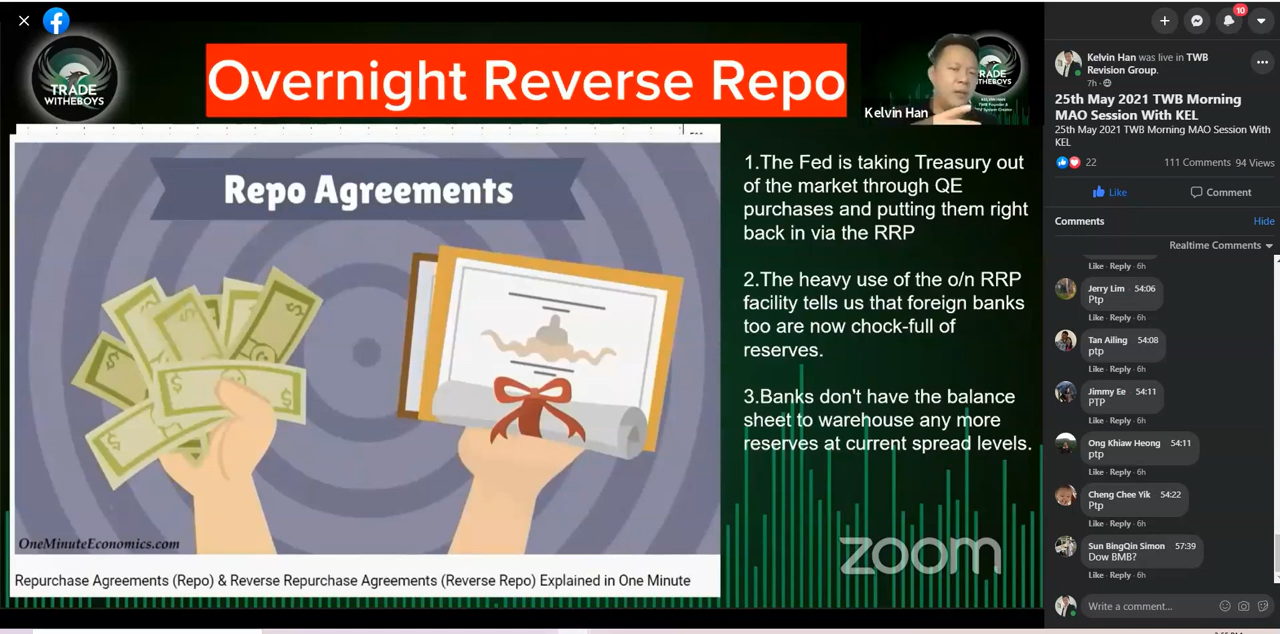 TRADE
WITHEBOYS
Overnight Reverse Repo
Kelvin Han
Repo Agreements
OneMinuteEconomics.com
Repurchase Agreements (Repo) & Reverse Repurchase Agreements (Reverse Repo) Explained in One Minute
1.The Fed is taking Treasury out
of the market through QE
purchases and putting them right
back in via the RRP
2.The heavy use of the o/n RRP
facility tells us that foreign banks
too are now chock-full of
reserves.
3.Banks don't have the balance
sheet to warehouse any more
reserves at current spread levels.
zoom
10
Kelvin Han was live in TWB
Revision Group.
7h
25th May 2021 TWB Morning
MAO Session With KEL
25th May 2021 TWB Morning MAO Session With
KEL
22 111 Comments 94 Views
Like Comment
Comments Hide
Realtime Comments
Like · Reply · 6h
Jerry Lim 54:06
Ptp
Like · Reply · 6h
Tan Ailing 54:08
ptp
Like · Reply · 6h
Jimmy Ee 54:11
PTP
Like · Reply · 6h
Ong Khiaw Heong 54:11
ptp
Like · Reply · 6h
Cheng Chee Yik 54:22
Ptp
Like · Reply · 6h
Sun BingQin Simon 57:39
Dow BMB?
Like · Reply · 6h
Write a comment...